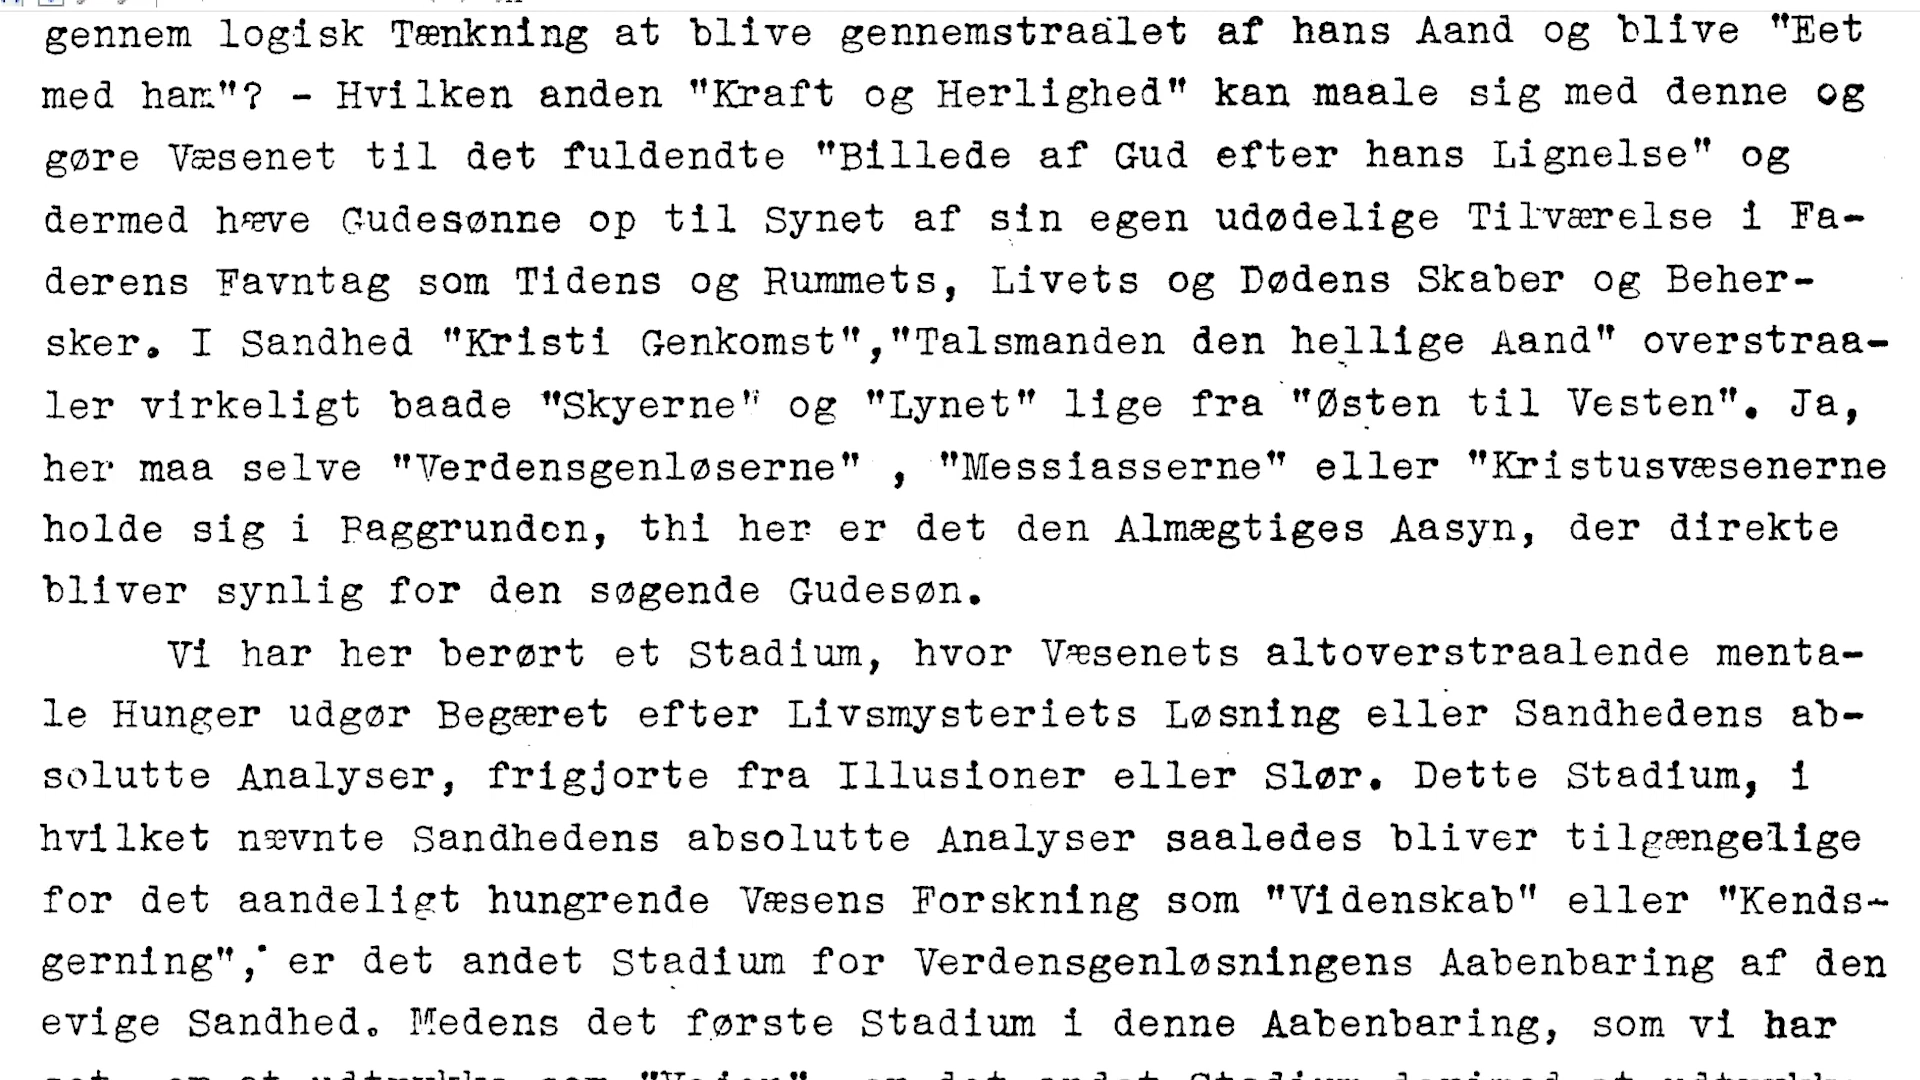 gennem logisk Tænkning at blive gennemstraalet af hans Aand og blive "Eet
med ham"? - Hvilken anden "Kraft og Herlighed" kan maale sig med denne og
gøre Væsenet til det fuldendte "Billede af Gud efter hans Lignelse" og
dermed hæve Gudesønne op til Synet af sin egen udødelige Tilværelse i Fa-
derens Favntag som Tidens og Rummets, Livets og Dødens Skaber og Beher-
sker. I Sandhed "Kristi Genkomst","Talsmanden den hellige Aand" overstraa-
ler virkeligt baade "Skyerne" og "Lynet" lige fra "Østen til Vesten". Ja,
her maa selve "Verdensgenløserne" , "Messiasserne" eller "Kristusvæsenerne
holde sig i Baggrunden, thi her er det den Almægtiges Aasyn, der direkte
bliver synlig for den søgende Gudesøn.
Vi har her berørt et Stadium, hvor Væsenets altoverstraalende menta-
le Hunger udgør Begæret efter Livsmysteriets Løsning eller Sandhedens ab-
solutte Analyser, frigjorte fra Illusioner eller Slør. Dette Stadium, i
hvilket nævnte Sandhedens absolutte Analyser saaledes bliver tilgængelige
for det aandeligt hungrende Væsens Forskning som "Videnskab" eller "Kends-
gerning", er det andet Stadium for Verdensgenløsningens Aabenbaring af den
evige Sandhed. Medens det første Stadium i denne Aabenbaring, som vi har